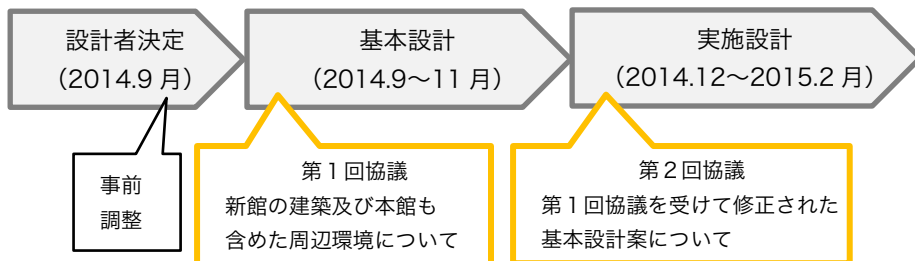 設計者決定
（2014.9 月）
基本設計
（2014.9～11 月）
実施設計
（2014.12～2015.2 月）
事前
調整
第１回協議
新館の建築及び本館も
含めた周辺環境について
第２回協議
第１回協議を受けて修正された
基本設計案について